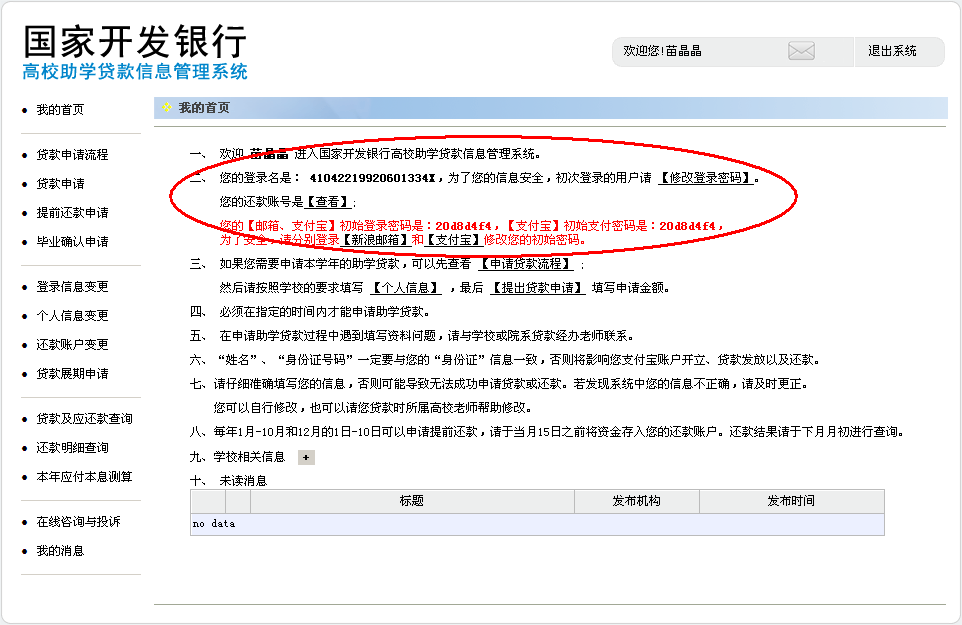 国家开发银行
高校助学贷款信息管理系统
欢迎您!苗晶晶
退出系统
我的首页
贷款申请流程
贷款申请
提前还款申请
毕业确认申请
登录信息变更
个人信息变更
还款账户变更
贷款展期申请
贷款及应还款查询
还款明细查询
本年应付本息测算
在线咨询与投诉
我的消息
我的首页
一、 欢迎 苗晶晶 进入国家开发银行高校助学贷款信息管理系统。
二、 您的登录名是: 41042219920601334X,为了您的信息安全,初次登录的用户请 【修改登录密码】。
您的还款账号是【查看】;
您的【邮箱、支付宝】初始登录密码是:20d8d4f4,【支付宝】初始支付密码是:20d8d4f4,
为了安全,请分别登录【新浪邮箱】和【支付宝】修改您的初始密码。
三、 如果您需要申请本学年的助学贷款,可以先查看 【申请贷款流程】 ;
然后请按照学校的要求填写 【个人信息】 ,最后 【提出贷款申请】 填写申请金额。
四、 必须在指定的时间内才能申请助学贷款。
五、 在申请助学贷款过程中遇到填写资料问题,请与学校或院系贷款经办老师联系。
六、“姓名”、“身份证号码”一定要与您的“身份证”信息一致,否则将影响您支付宝账户开立、贷款发放以及还款。
七、请仔细准确填写您的信息,否则可能导致无法成功申请贷款或还款。若发现系统中您的信息不正确,请及时更正。
您可以自行修改,也可以请您贷款时所属高校老师帮助修改。
八、每年1月-10月和12月的1日-10日可以申请提前还款,请于当月15日之前将资金存入您的还款账户。还款结果请于下月月初进行查询。
九、学校相关信息 +
十、 未读消息
标题 发布机构 发布时间
no data